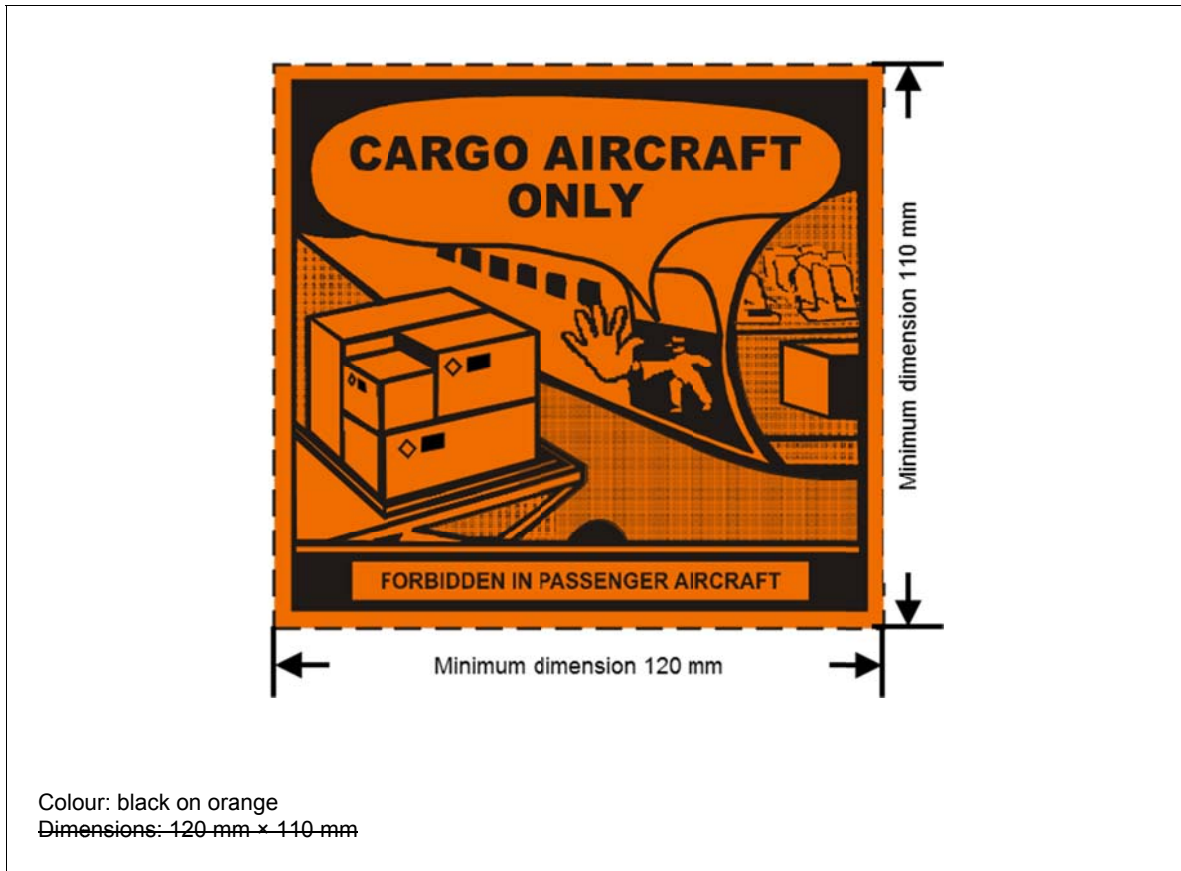 CARGO AIRCRAFT
ONLY
FORBIDDEN IN PASSENGER AIRCRAFT
Minimum dimension 110 mm
Minimum dimension 120 mm
Colour: black on orange
Dimensions: 120 mm × 110 mm